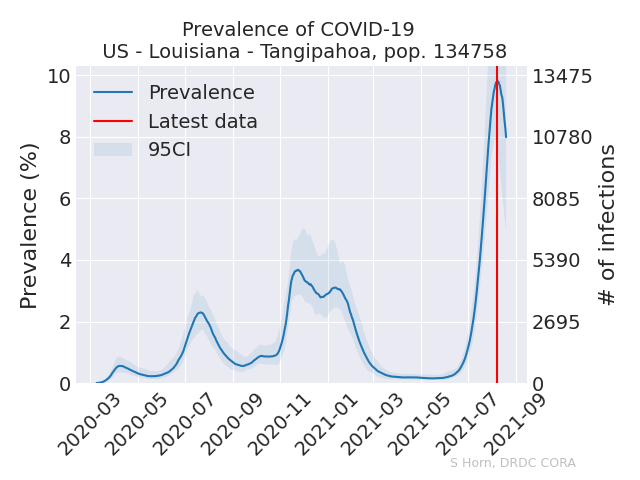 Prevalence of COVID-19
US - Louisiana - Tangipahoa, pop. 134758
Prevalence (%)
10
8
6
4
2
0
Prevalence
Latest data
95CI
13475
10780
8085
5390
2695
0
# of infections
2020-03
2020-05
2020-07
2020-09
2020-11
2021-01
2021-03
2021-05
2021-07
2021-09
S Horn, DRDC CORA